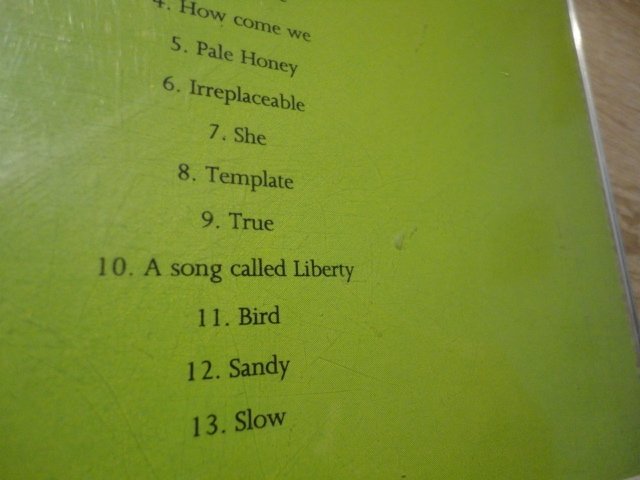 4. How come we
5. Pale Honey
6. Irreplaceable
7. She
8. Template
9. True
10. A song called Liberty
11. Bird
12. Sandy
13. Slow